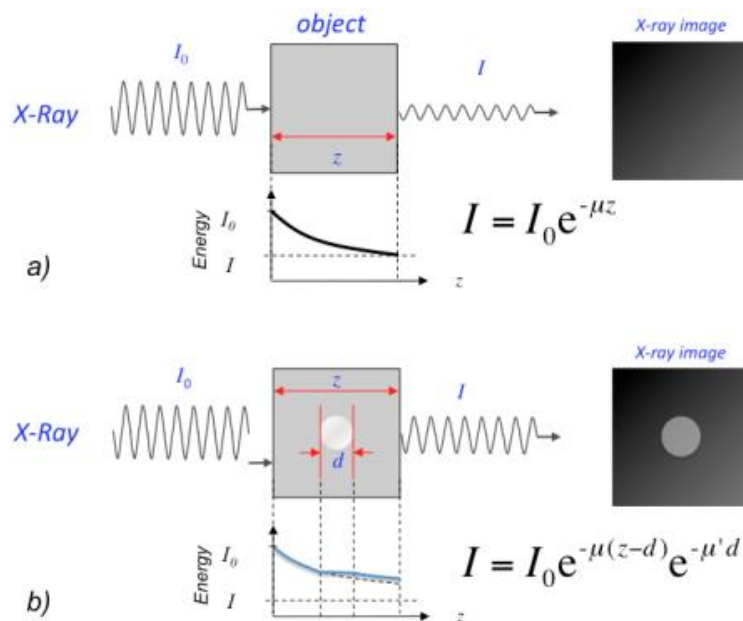 object
X-ray image
I₀
I
X-Ray
z
I = I₀e^{-μz}
Energy
I₀
I
z
a)
X-ray image
I₀
z
I
X-Ray
d
I = I₀e^{-μ(z-d)}e^{-μ'd}
Energy
I₀
I
z
b)